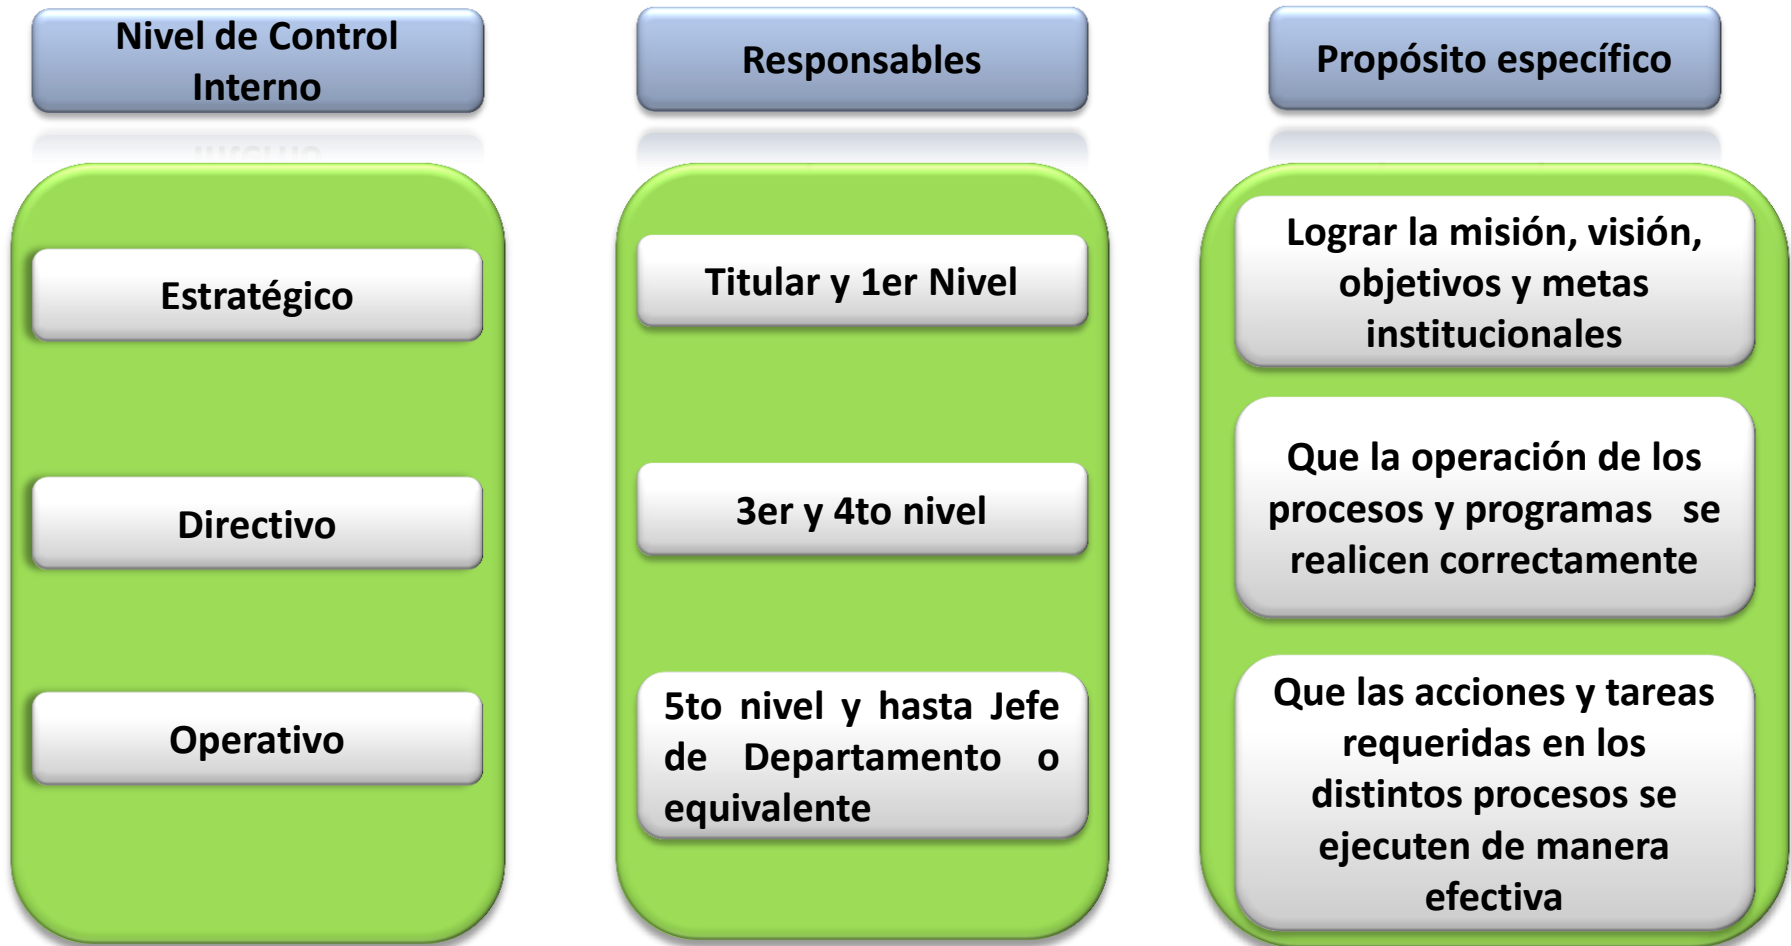 Nivel de Control
Interno
Responsables
Propósito específico
Estratégico
Titular y 1er Nivel
Lograr la misión, visión,
objetivos y metas
institucionales
Directivo
3er y 4to nivel
Que la operación de los
procesos y programas se
realicen correctamente
Operativo
5to nivel y hasta Jefe
de Departamento o
equivalente
Que las acciones y tareas
requeridas en los
distintos procesos se
ejecuten de manera
efectiva